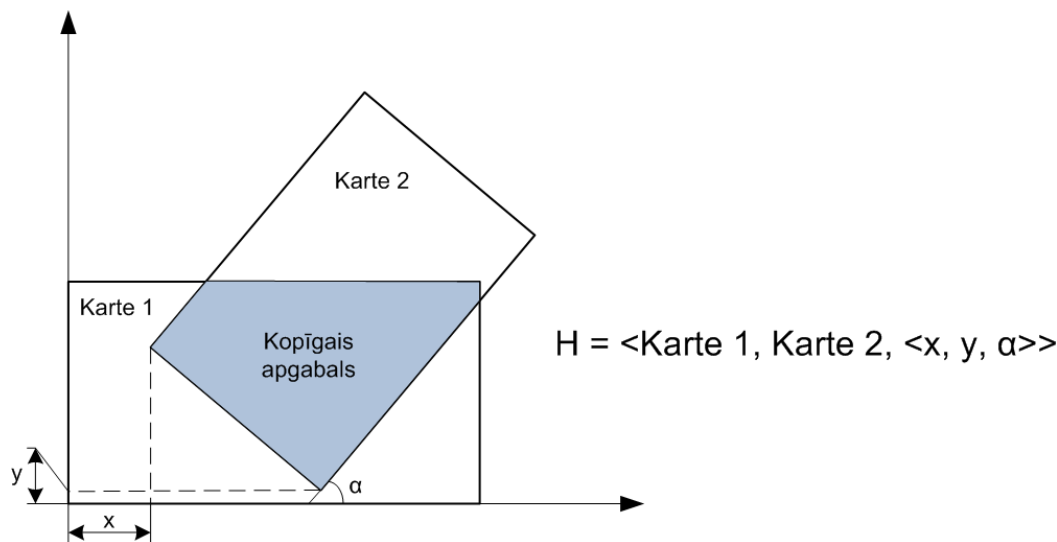 Karte 2
Karte 1
Kopīgais
apgabals
H = <Karte 1, Karte 2, <x, y, α>>
y
α
x